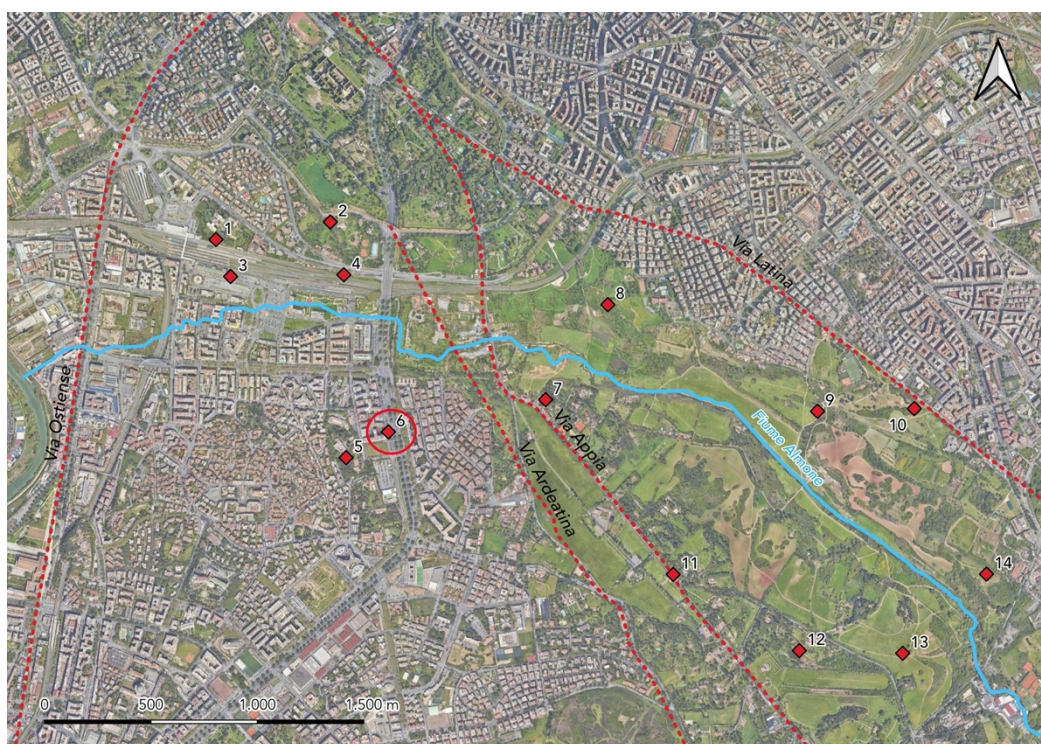 2
1
3
4
Via Latina
8
7
9
10
Via Ostiense
6
5
Via Appia
Fiume Almone
Via Ardeatina
11
14
12
13
0 500 1.000 1.500 m